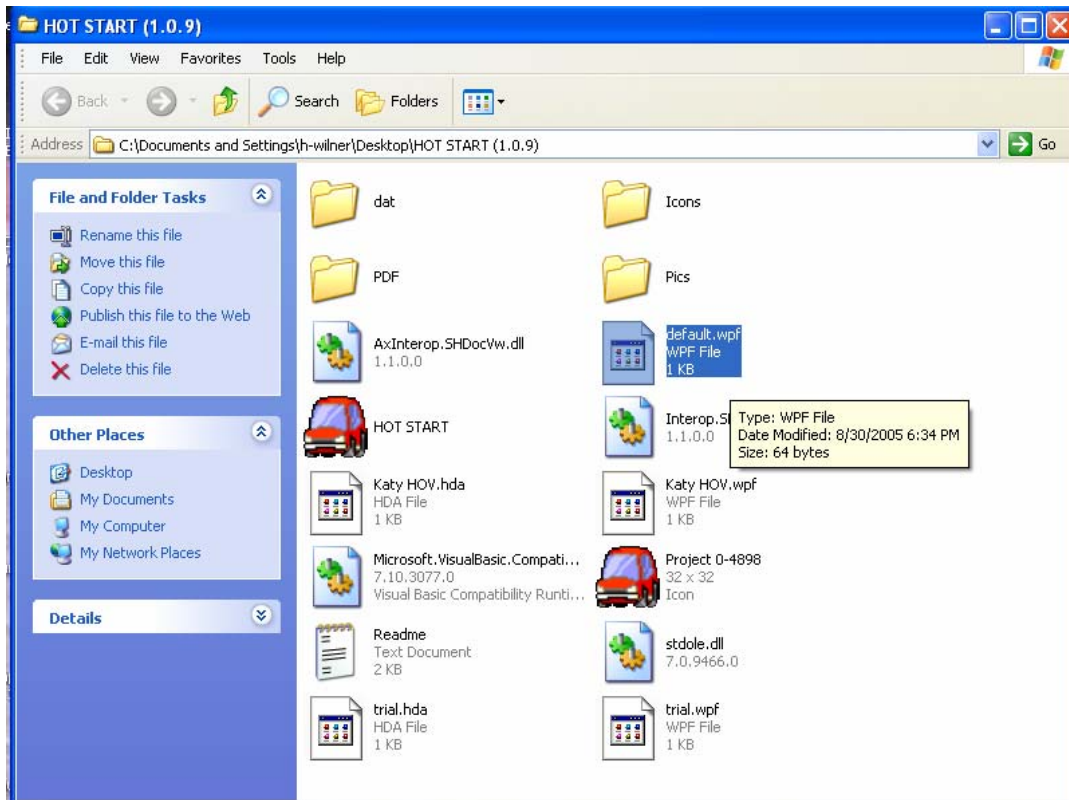 HOT START (1.0.9)
File Edit View Favorites Tools Help
Back Search Folders
Address C:\Documents and Settings\h-wilner\Desktop\HOT START (1.0.9) Go
File and Folder Tasks
Rename this file
Move this file
Copy this file
Publish this file to the Web
E-mail this file
Delete this file
Other Places
Desktop
My Documents
My Computer
My Network Places
Details
dat
Icons
PDF
Pics
AxInterop.SHDocVw.dll
1.1.0.0
default.wpf
WPF File
1 KB
HOT START
Interop.S
1.1.0.0
Type: WPF File
Date Modified: 8/30/2005 6:34 PM
Size: 64 bytes
Katy HOV.hda
HDA File
1 KB
Katy HOV.wpf
WPF File
1 KB
Microsoft.VisualBasic.Compati...
7.10.3077.0
Visual Basic Compatibility Runti...
Project 0-4898
32 x 32
Icon
Readme
Text Document
2 KB
stdole.dll
7.0.9466.0
trial.hda
HDA File
1 KB
trial.wpf
WPF File
1 KB